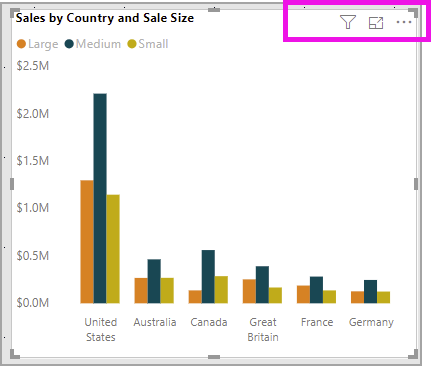 Sales by Country and Sale Size
Large Medium Small
$2.5M
$2.0M
$1.5M
$1.0M
$0.5M
$0.0M
United States
Australia
Canada
Great Britain
France
Germany